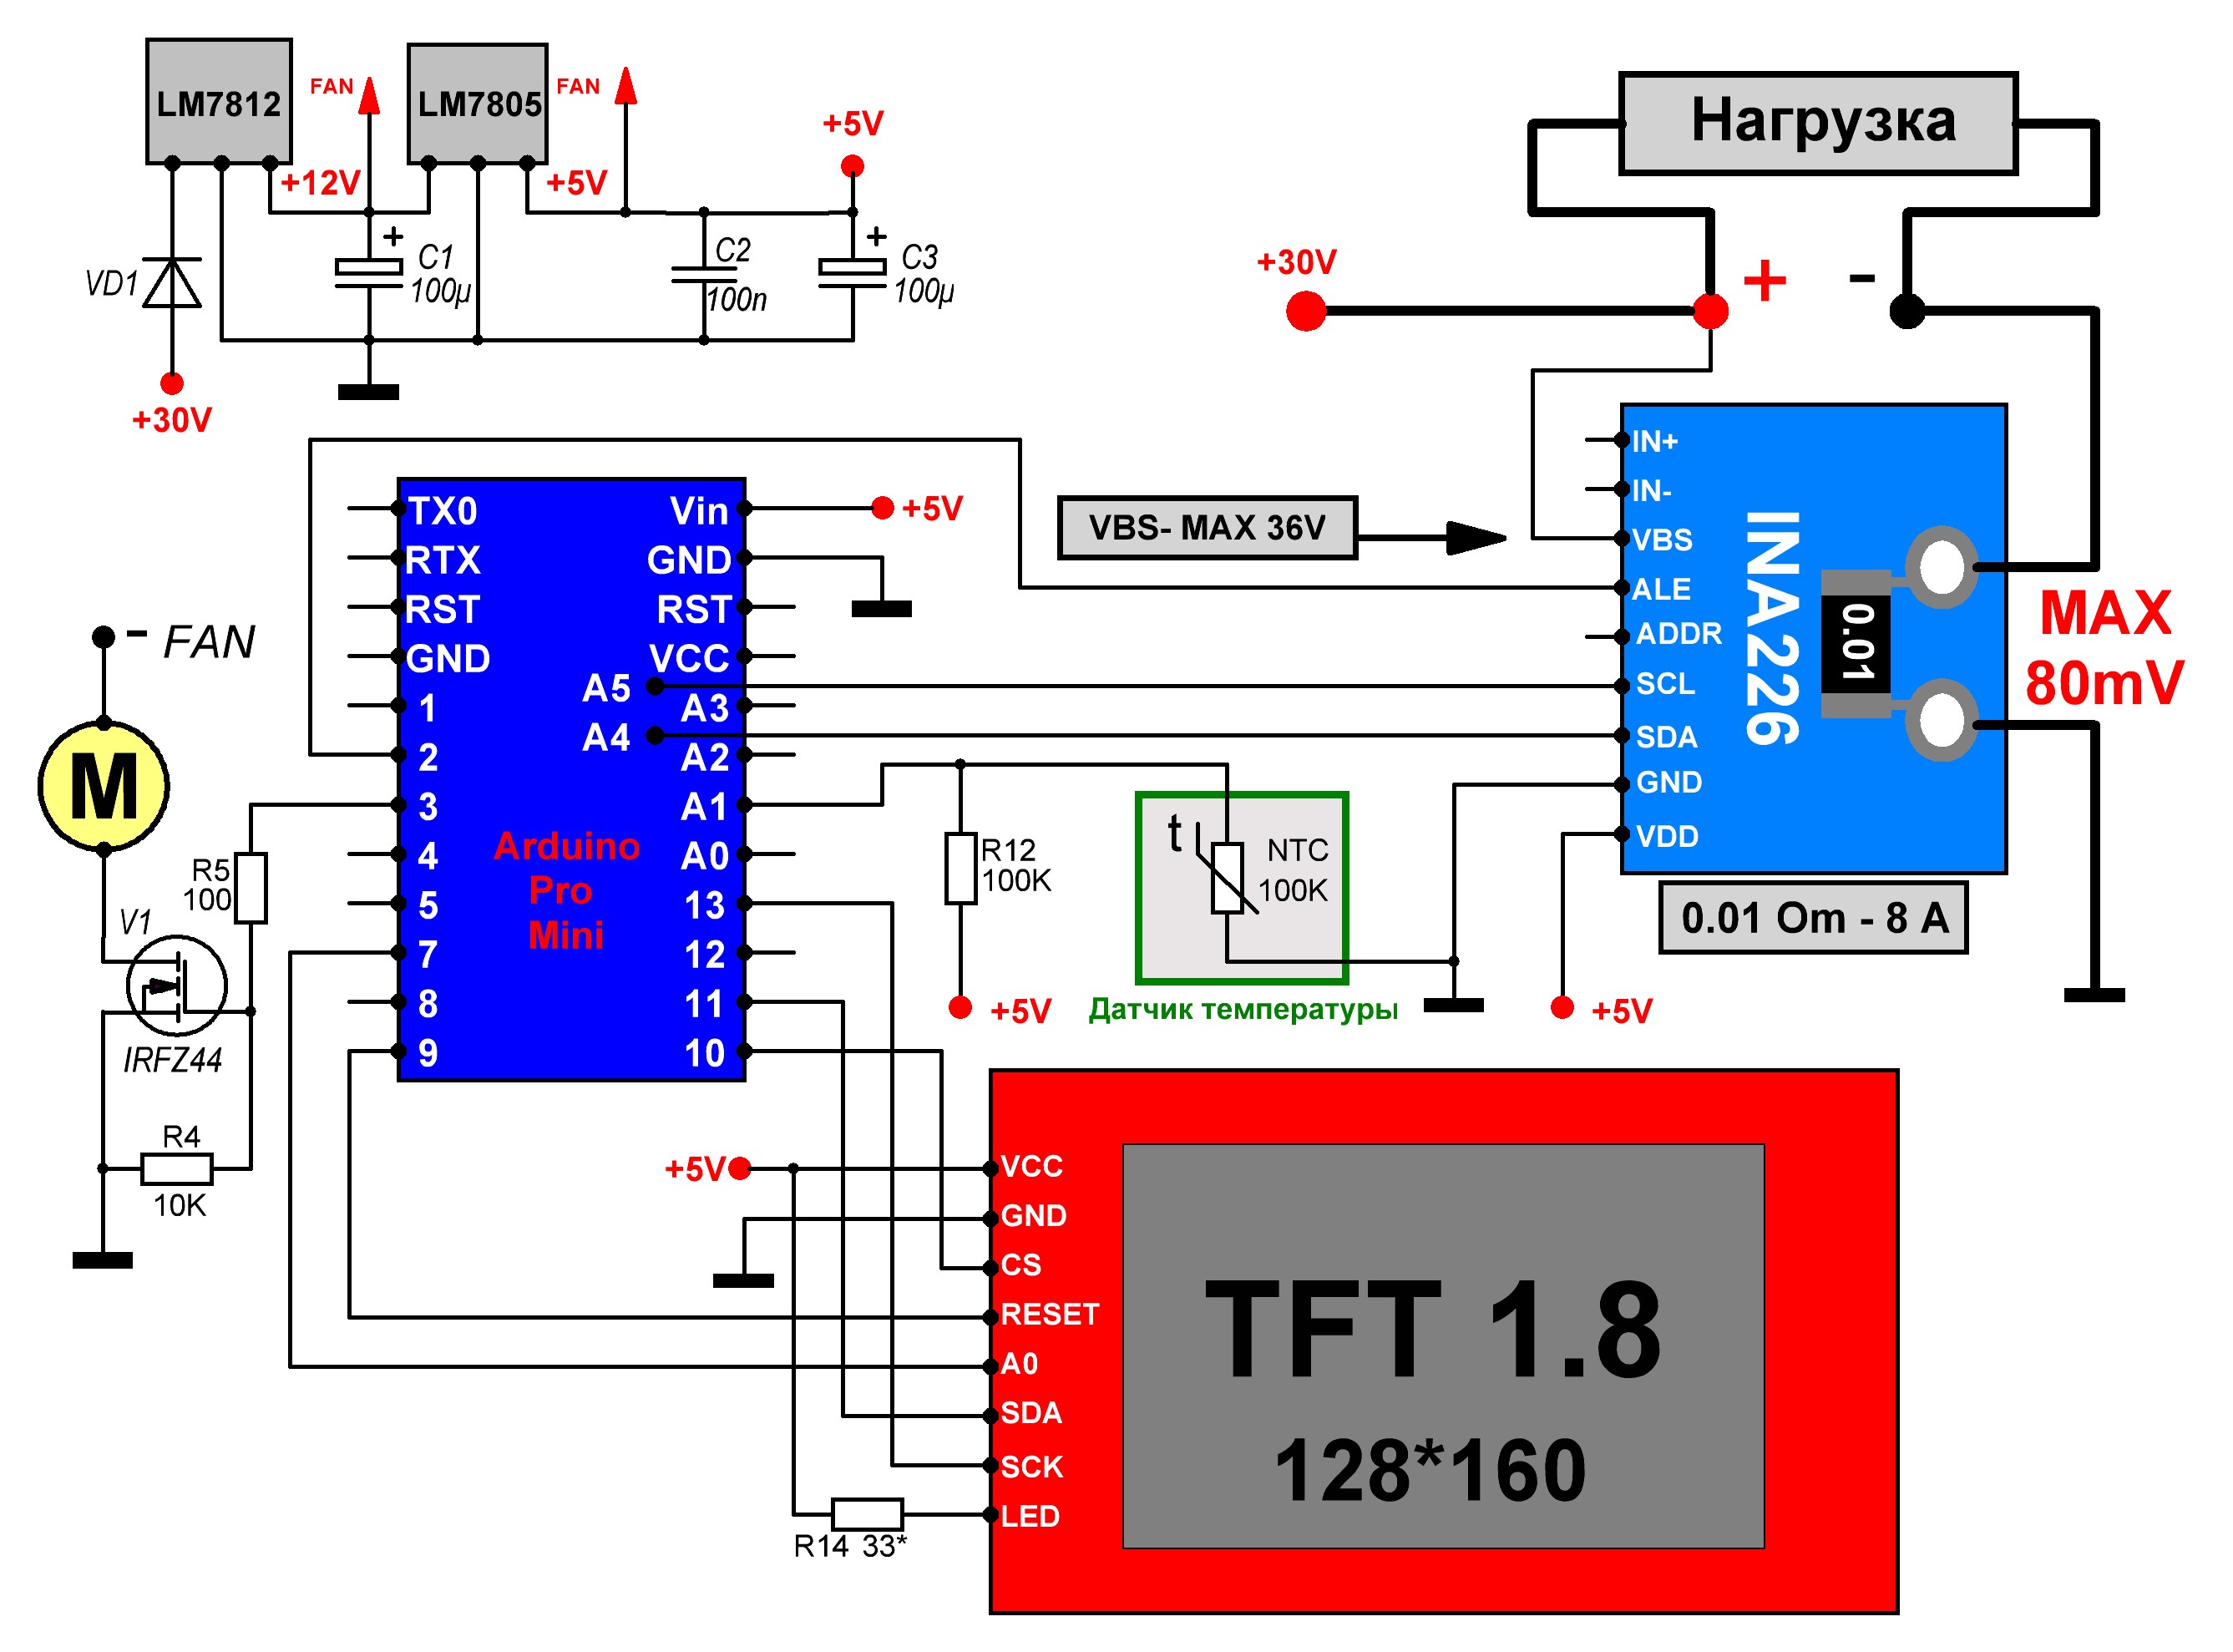 LM7812
FAN
LM7805
FAN
+12V
+5V
+5V
+
C1
100µ
C2
100n
+
C3
100µ
VD1
+30V
Нагрузка
+30V
+
-
VBS- MAX 36V
IN+
IN-
VBS
ALE
ADDR
SCL
SDA
GND
VDD
INA226
0.01
MAX
80mV
0.01 Om - 8 A
+5V
TX0
RTX
RST
GND
1
2
3
4
5
7
8
9
Vin
GND
RST
VCC
A5
A3
A4
A2
A1
A0
13
12
11
10
Arduino
Pro
Mini
+5V
- FAN
M
R5
100
V1
IRFZ44
R4
10K
R12
100K
+5V
t
NTC
100K
Датчик температуры
+5V
VCC
GND
CS
RESET
A0
SDA
SCK
LED
R14 33*
TFT 1.8
128*160